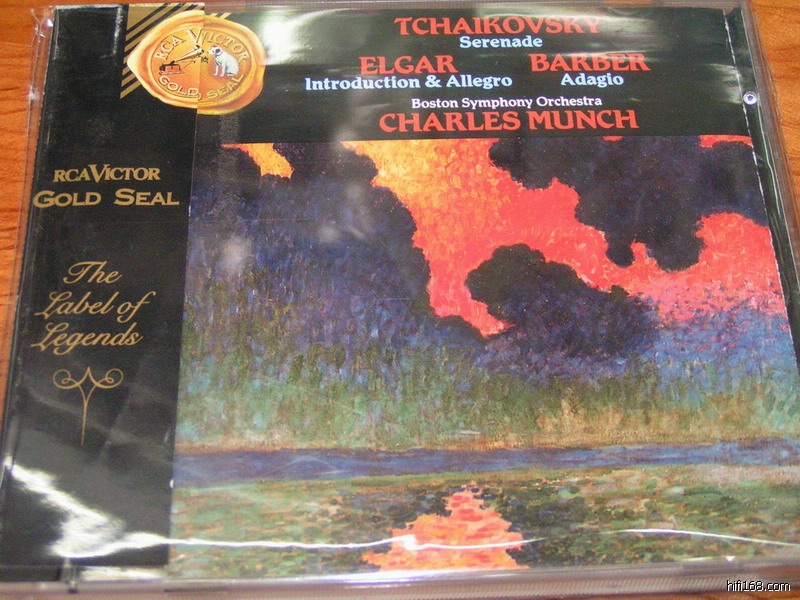 TCHAIKOVSKY
Serenade
ELGAR BARBER
Introduction & Allegro Adagio
Boston Symphony Orchestra
CHARLES MUNCH
RCA VICTOR
GOLD SEAL
RCA VICTOR
GOLD SEAL
The
Label of
Legends
hifi168.com